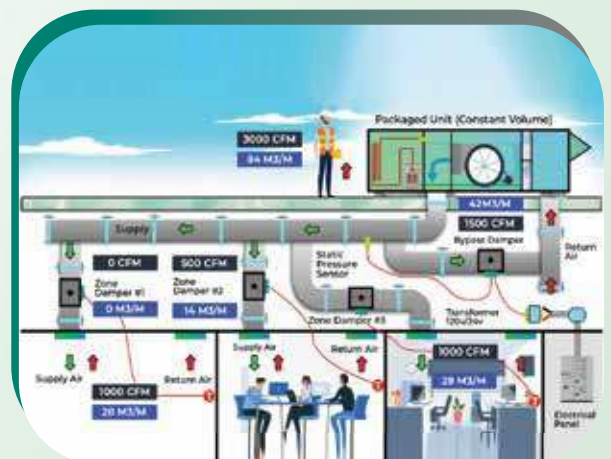 Packaged Unit (Constant Volume)
3000 CFM
84 M3/M
42M3/M
1500 CFM
Bypass Damper
Supply
0 CFM
Zone
Damper #1
0 M3/M
500 CFM
Zone
Damper #2
14 M3/M
Static
Pressure
Sensor
Zone Damper #3
Return
Air
Transformer
120v/24v
Supply Air
Return Air
Supply Air
Return Air
1000 CFM
28 M3/M
1000 CFM
28 M3/M
T
T
Electrical
Panel